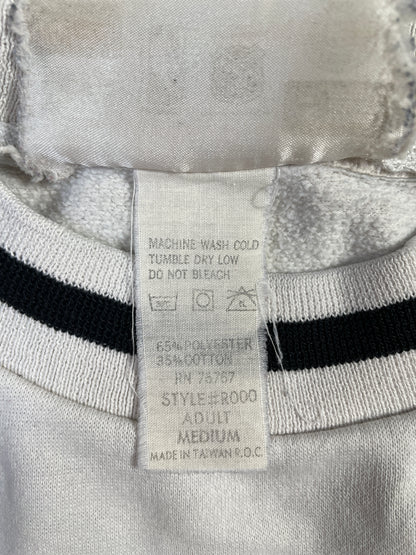 MACHINE WASH COLD
TUMBLE DRY LOW
DO NOT BLEACH
65% POLYESTER
35% COTTON
RN 76767
STYLE#R000
ADULT
MEDIUM
MADE IN TAIWAN R.O.C.